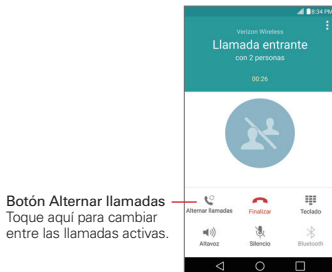 8:34 PM
Verizon Wireless
Llamada entrante
con 2 personas
00:26
Botón Alternar llamadas
Toque aquí para cambiar
entre las llamadas activas.
Alternar llamadas
Finalizar
Teclado
Altavoz
Silencio
Bluetooth